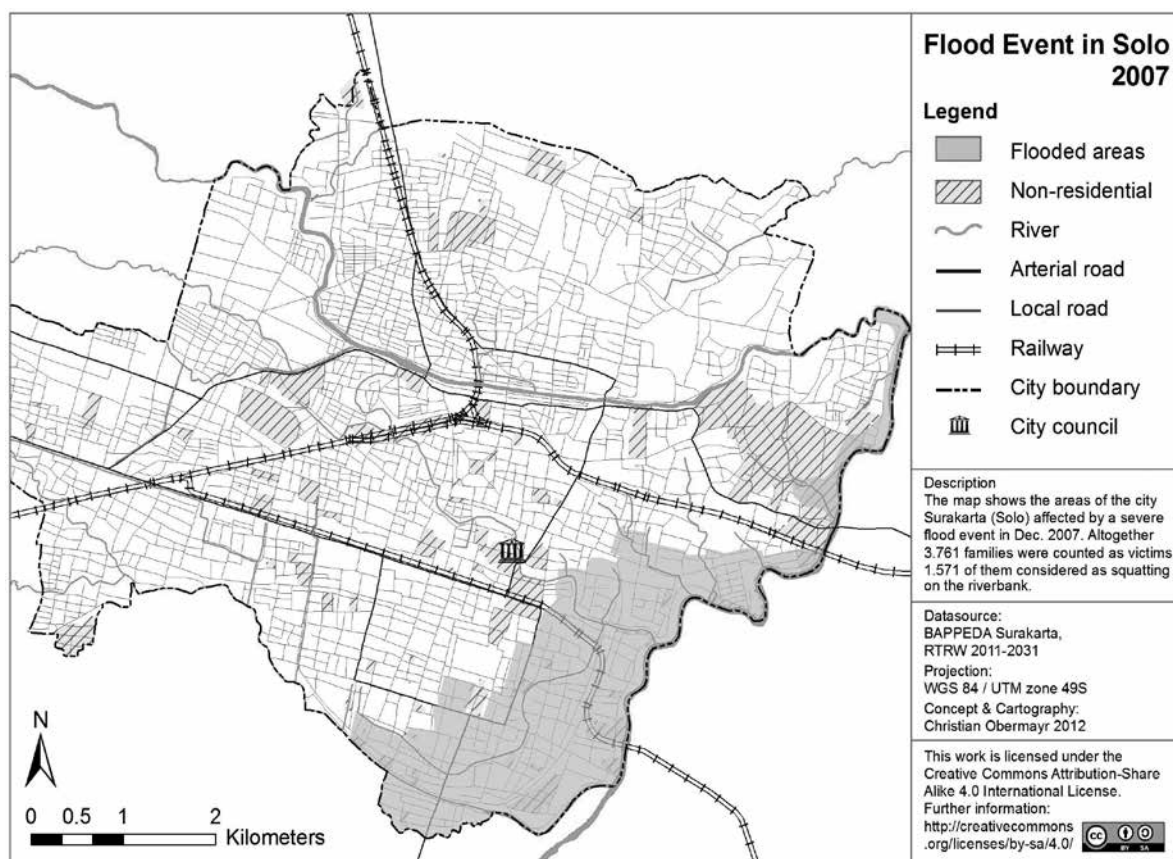 Flood Event in Solo
2007
Legend
Flooded areas
Non-residential
River
Arterial road
Local road
Railway
City boundary
City council
Description
The map shows the areas of the city
Surakarta (Solo) affected by a severe
flood event in Dec. 2007. Altogether
3.761 families were counted as victims
1.571 of them considered as squatting
on the riverbank.
Datasource:
BAPPEDA Surakarta,
RTRW 2011-2031
Projection:
WGS 84 / UTM zone 49S
Concept & Cartography:
Christian Obermayr 2012
This work is licensed under the
Creative Commons Attribution-Share
Alike 4.0 International License.
Further information:
http://creativecommons
.org/licenses/by-sa/4.0/
cc
BY SA
N
0 0.5 1 2
Kilometers